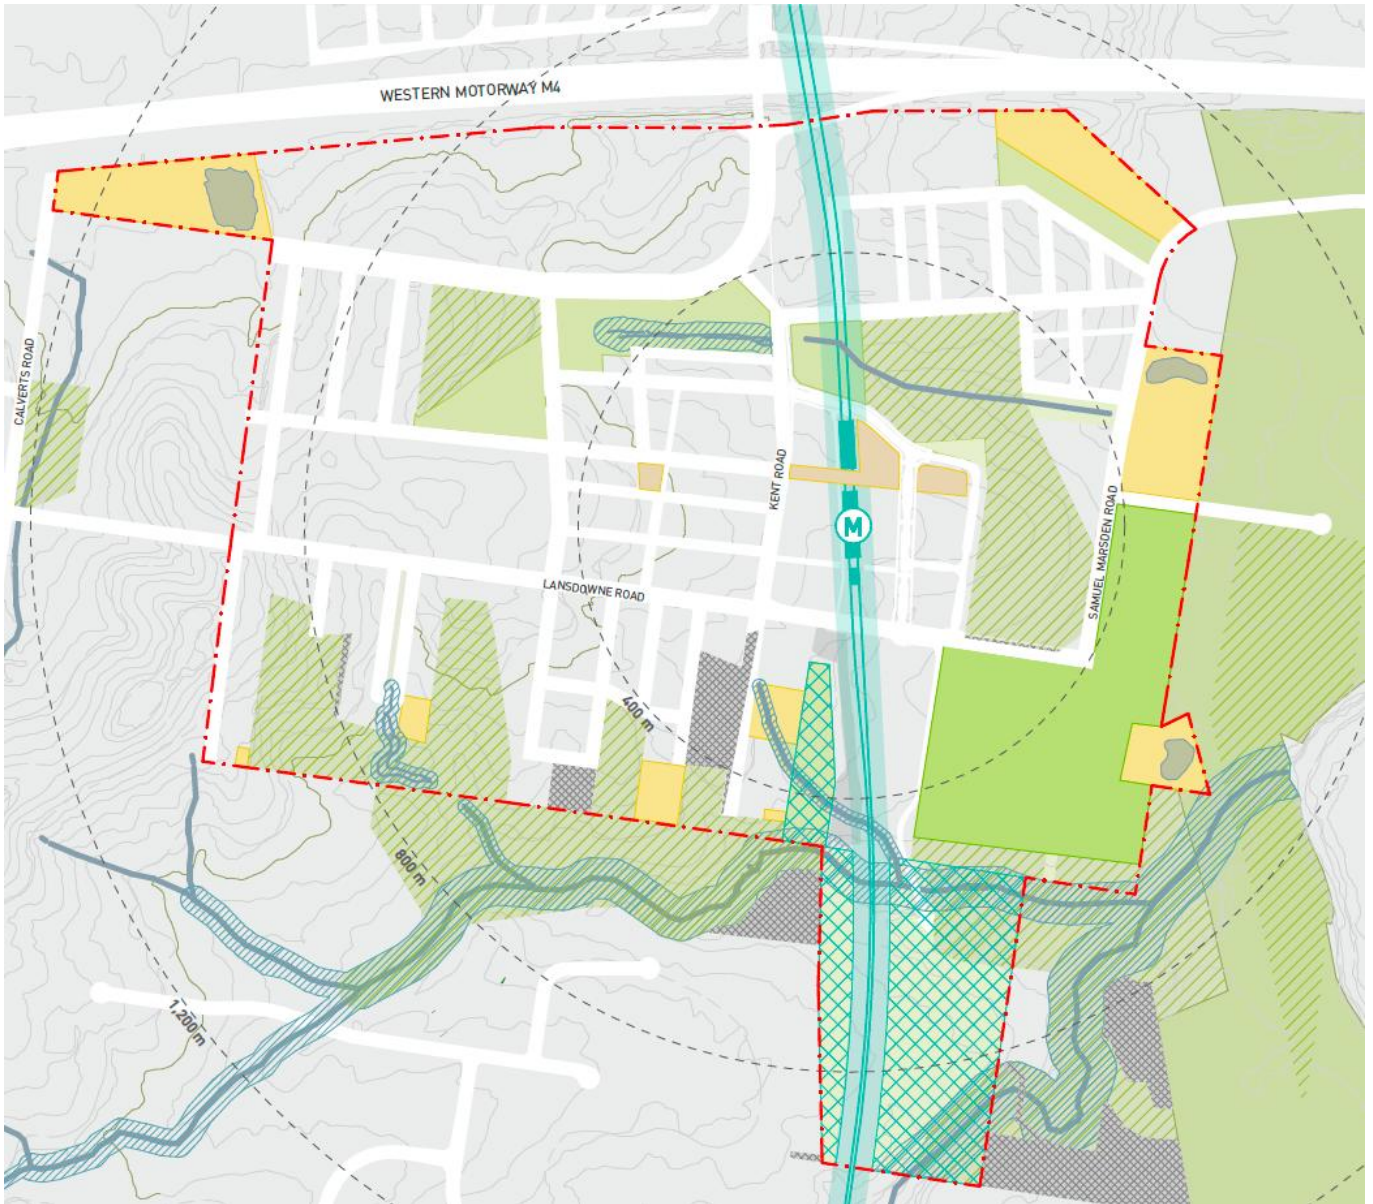 WESTERN MOTORWAY M4
CALVERTS ROAD
KENT ROAD
SAMUEL MARSDEN ROAD
M
LANSDOWNE ROAD
400 m
800 m
1,200 m